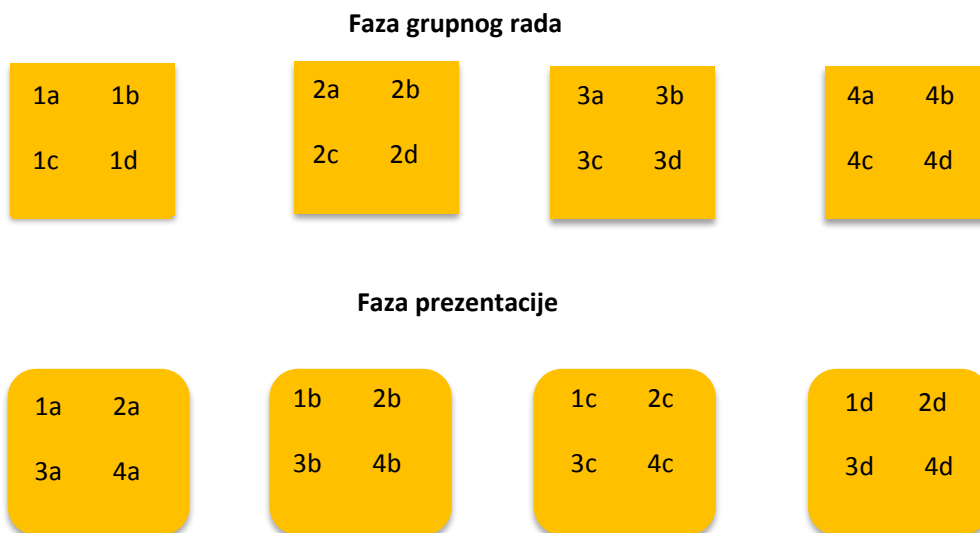 Faza grupnog rada
1a 1b
1c 1d
2a 2b
2c 2d
3a 3b
3c 3d
4a 4b
4c 4d
Faza prezentacije
1a 2a
3a 4a
1b 2b
3b 4b
1c 2c
3c 4c
1d 2d
3d 4d